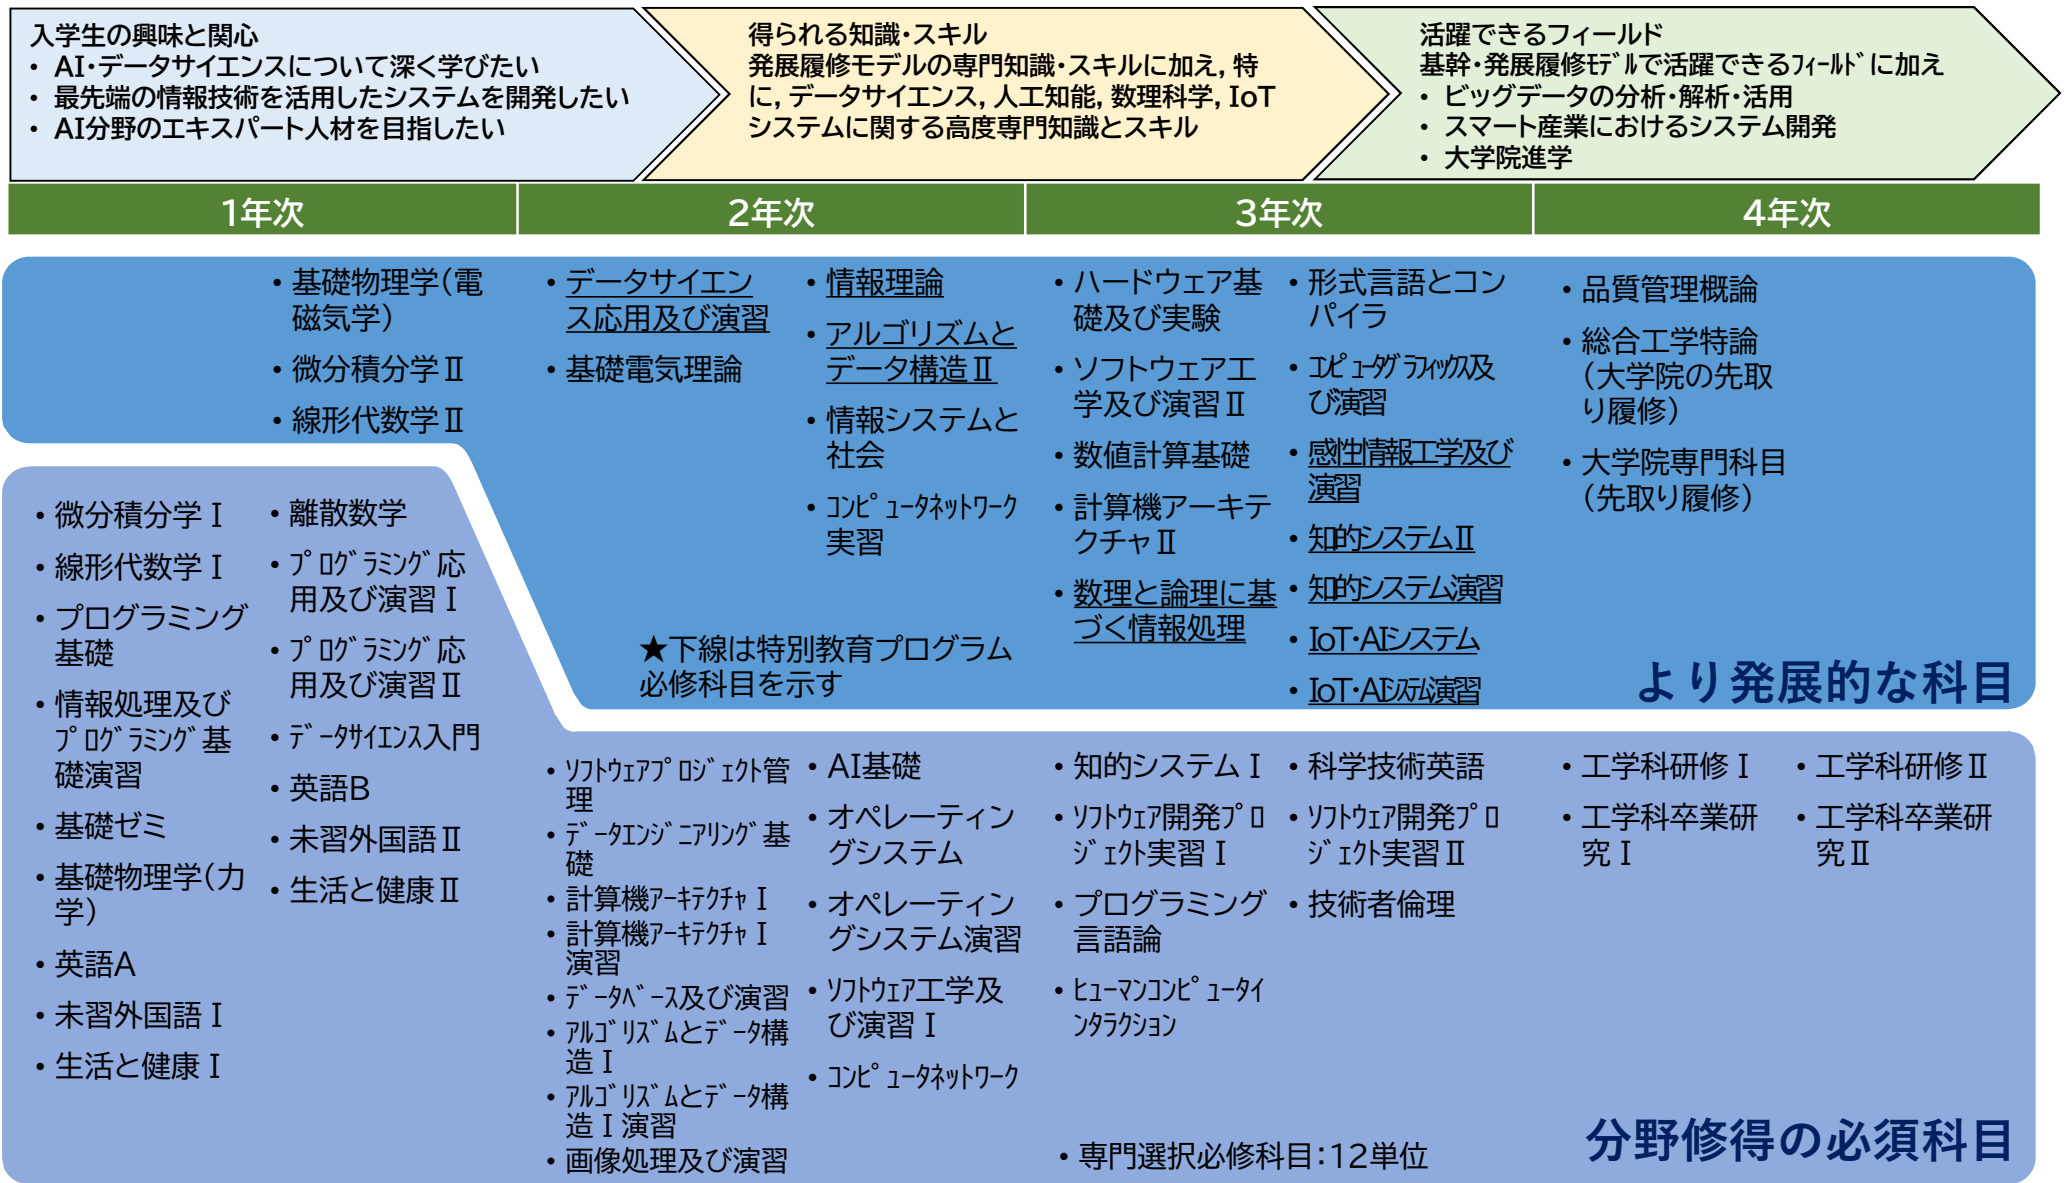 入学生の興味と関心
• AI・データサイエンスについて深く学びたい
• 最先端の情報技術を活用したシステムを開発したい
• AI分野のエキスパート人材を目指したい
得られる知識・スキル
発展履修モデルの専門知識・スキルに加え，特
に，データサイエンス，人工知能，数理科学，IoT
システムに関する高度専門知識とスキル
活躍できるフィールド
基幹・発展履修ﾓﾃﾞﾙで活躍できるﾌｨｰﾙﾄﾞに加え
• ビッグデータの分析・解析・活用
• スマート産業におけるシステム開発
• 大学院進学
1年次
2年次
3年次
4年次
• 基礎物理学（電
磁気学）
• 微分積分学Ⅱ
• 線形代数学Ⅱ
• データサイエン
ス応用及び演習
• 基礎電気理論
• 情報理論
• アルゴリズムと
データ構造Ⅱ
• 情報システムと
社会
• ｺﾝﾋﾟｭｰﾀﾈｯﾄﾜｰｸ
実習
★下線は特別教育プログラム
必修科目を示す
• ハードウェア基
礎及び実験
• ソフトウェア工
学及び演習Ⅱ
• 数値計算基礎
• 計算機アーキテ
クチャⅡ
• 数理と論理に基
づく情報処理
• 形式言語とコン
パイラ
• ｺﾝﾋﾟｭｰﾀｸﾞﾗﾌｨｯｸｽ及
び演習
• 感性情報工学及び
演習
• 知的システムⅡ
• 知的システム演習
• IoT・AIシステム
• IoT・AIｼｽﾃﾑ演習
• 品質管理概論
• 総合工学特論
（大学院の先取
り履修）
• 大学院専門科目
（先取り履修）
より発展的な科目
• 微分積分学Ⅰ
• 線形代数学Ⅰ
• プログラミング
基礎
• 情報処理及び
ﾌﾟﾛｸﾞﾗﾐﾝｸﾞ基
礎演習
• 基礎ゼミ
• 基礎物理学(力
学)
• 英語A
• 未習外国語Ⅰ
• 生活と健康Ⅰ
• 離散数学
• ﾌﾟﾛｸﾞﾗﾐﾝｸﾞ応
用及び演習Ⅰ
• ﾌﾟﾛｸﾞﾗﾐﾝｸﾞ応
用及び演習Ⅱ
• ﾃﾞｰﾀｻｲｴﾝｽ入門
• 英語B
• 未習外国語Ⅱ
• 生活と健康Ⅱ
• ｿﾌﾄｳｪｱﾌﾟﾛｼﾞｪｸﾄ管
理
• ﾃﾞｰﾀｴﾝｼﾞﾆｱﾘﾝｸﾞ基
礎
• 計算機ｱｰｷﾃｸﾁｬⅠ
• 計算機ｱｰｷﾃｸﾁｬⅠ
演習
• ﾃﾞｰﾀﾍﾞｰｽ及び演習
• ｱﾙｺﾞﾘｽﾞﾑとﾃﾞｰﾀ構
造Ⅰ
• ｱﾙｺﾞﾘｽﾞﾑとﾃﾞｰﾀ構
造Ⅰ演習
• 画像処理及び演習
• AI基礎
• オペレーティン
グシステム
• オペレーティン
グシステム演習
• ｿﾌﾄｳｪｱ工学及
び演習Ⅰ
• ｺﾝﾋﾟｭｰﾀﾈｯﾄﾜｰｸ
• 知的システムⅠ
• ｿﾌﾄｳｪｱ開発ﾌﾟﾛ
ｼﾞｪｸﾄ実習Ⅰ
• プログラミング
言語論
• ﾋｭｰﾏﾝｺﾝﾋﾟｭｰﾀｲ
ﾝﾀﾗｸｼｮﾝ
• 科学技術英語
• ｿﾌﾄｳｪｱ開発ﾌﾟﾛ
ｼﾞｪｸﾄ実習Ⅱ
• 技術者倫理
• 専門選択必修科目：12単位
• 工学科研修Ⅰ
• 工学科卒業研
究Ⅰ
• 工学科研修Ⅱ
• 工学科卒業研
究Ⅱ
分野修得の必須科目